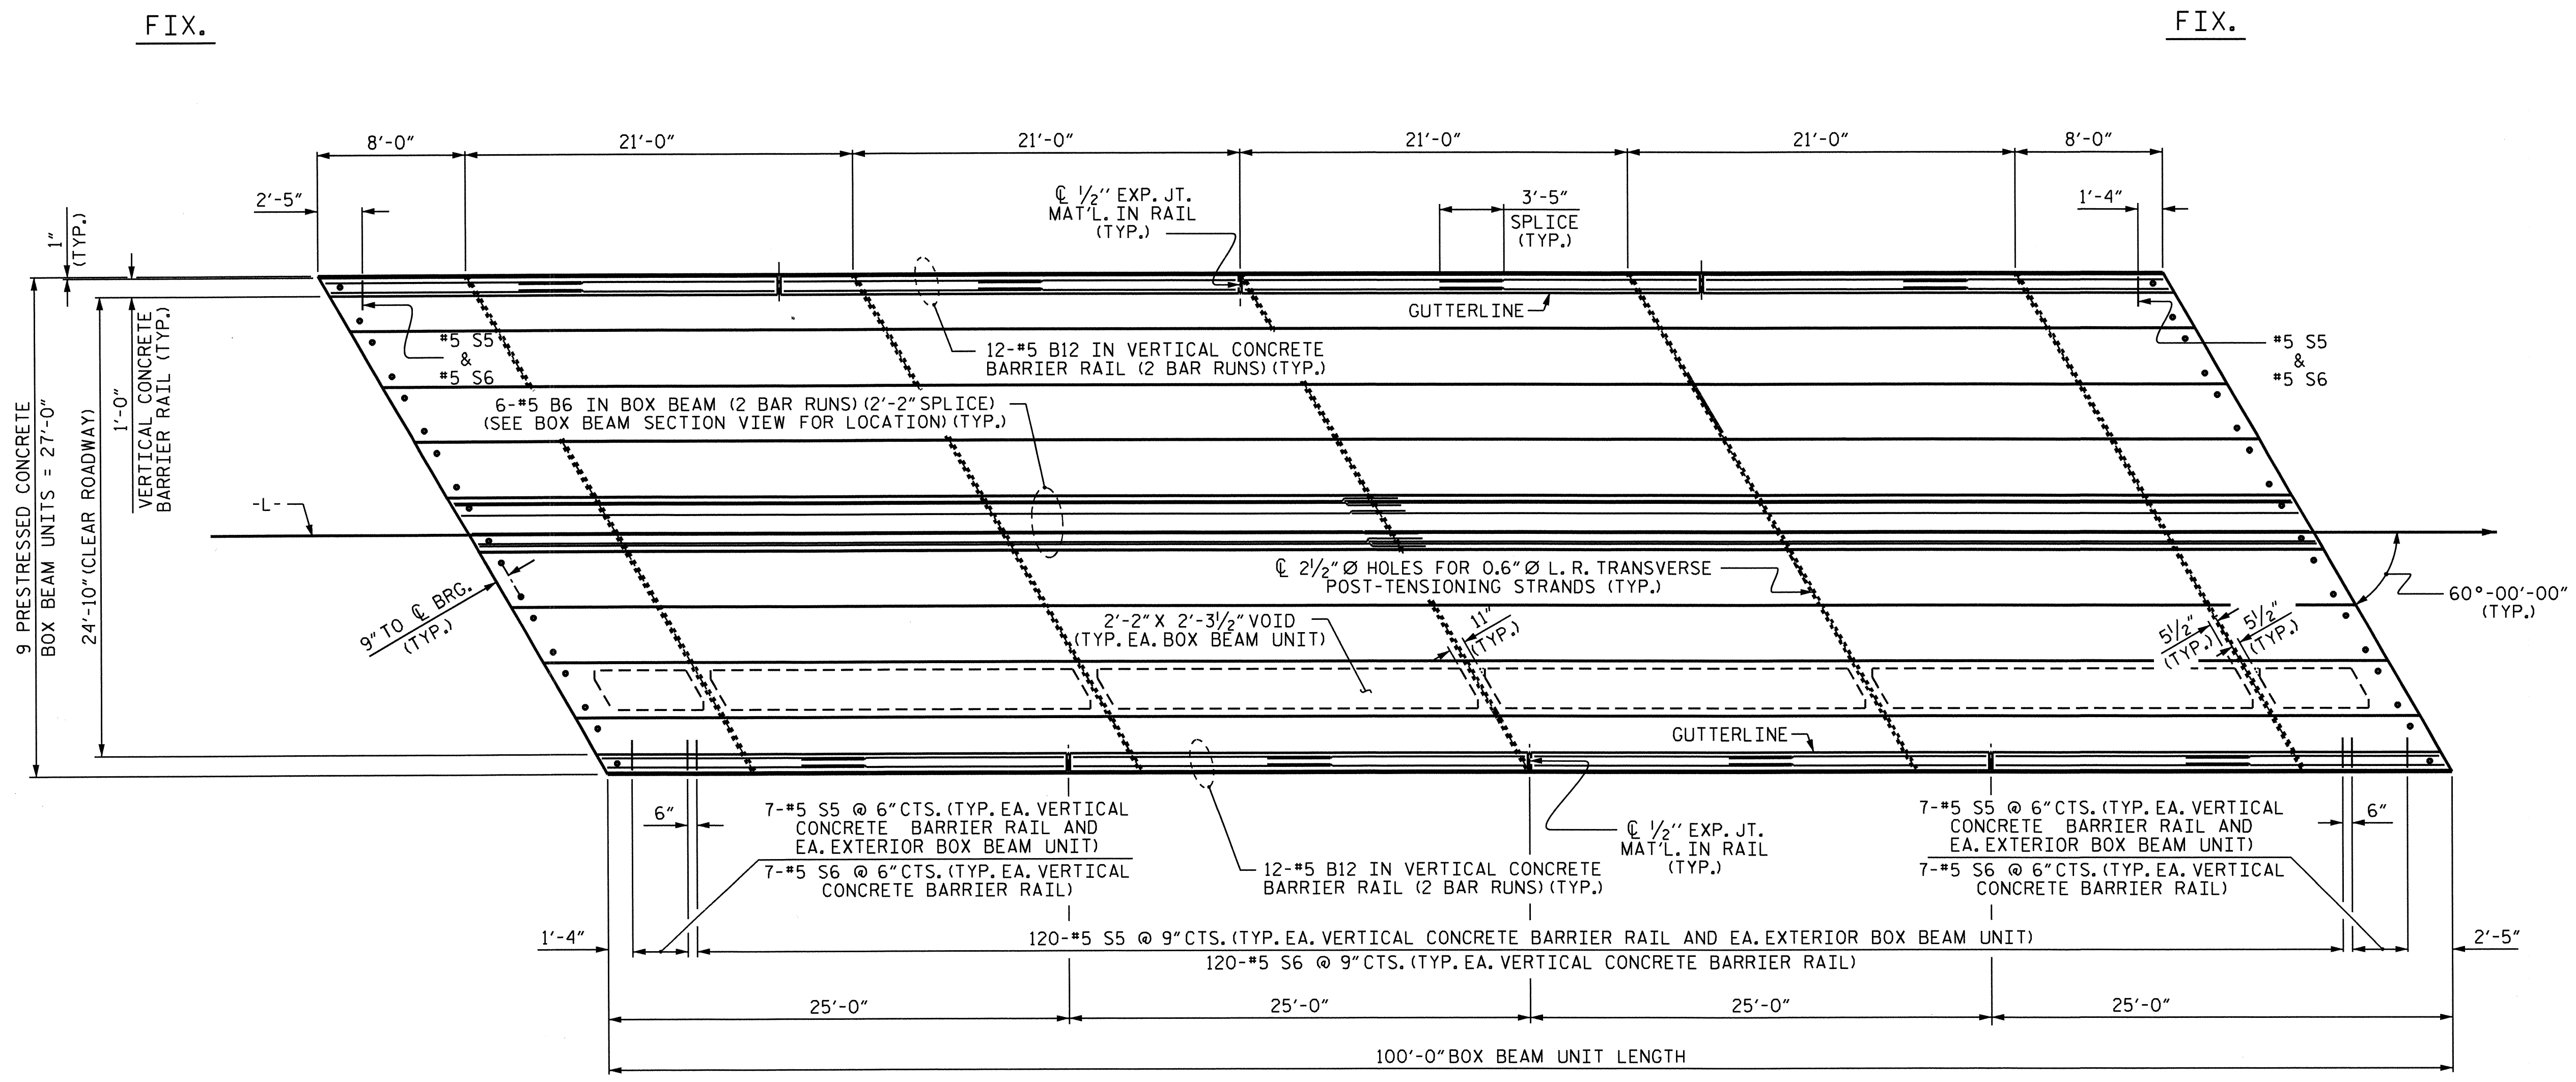 FIX.
FIX.
8'-0"
21'-0"
21'-0"
21'-0"
21'-0"
8'-0"
2'-5"
℄ 1/2" EXP. JT.
MAT'L. IN RAIL
(TYP.)
3'-5"
SPLICE
(TYP.)
1'-4"
1"
(TYP.)
GUTTERLINE
#5 S5
&
#5 S6
12-#5 B12 IN VERTICAL CONCRETE
BARRIER RAIL (2 BAR RUNS) (TYP.)
#5 S5
&
#5 S6
1'-0"
VERTICAL CONCRETE
BARRIER RAIL (TYP.)
9 PRESTRESSED CONCRETE
BOX BEAM UNITS = 27'-0"
24'-10" (CLEAR ROADWAY)
6-#5 B6 IN BOX BEAM (2 BAR RUNS) (2'-2" SPLICE)
(SEE BOX BEAM SECTION VIEW FOR LOCATION) (TYP.)
-L-
℄ 2 1/2" Ø HOLES FOR 0.6" Ø L. R. TRANSVERSE
POST-TENSIONING STRANDS (TYP.)
60°-00'-00"
(TYP.)
9" TO ℄ BRG.
(TYP.)
2'-2" X 2'-3 1/2" VOID
(TYP. EA. BOX BEAM UNIT)
11"
(TYP.)
5 1/2"
(TYP.)
5 1/2"
(TYP.)
GUTTERLINE
6"
7-#5 S5 @ 6" CTS. (TYP. EA. VERTICAL
CONCRETE BARRIER RAIL AND
EA. EXTERIOR BOX BEAM UNIT)
7-#5 S6 @ 6" CTS. (TYP. EA. VERTICAL
CONCRETE BARRIER RAIL)
12-#5 B12 IN VERTICAL CONCRETE
BARRIER RAIL (2 BAR RUNS) (TYP.)
℄ 1/2" EXP. JT.
MAT'L. IN RAIL
(TYP.)
7-#5 S5 @ 6" CTS. (TYP. EA. VERTICAL
CONCRETE BARRIER RAIL AND
EA. EXTERIOR BOX BEAM UNIT)
7-#5 S6 @ 6" CTS. (TYP. EA. VERTICAL
CONCRETE BARRIER RAIL)
6"
1'-4"
120-#5 S5 @ 9" CTS. (TYP. EA. VERTICAL CONCRETE BARRIER RAIL AND EA. EXTERIOR BOX BEAM UNIT)
120-#5 S6 @ 9" CTS. (TYP. EA. VERTICAL CONCRETE BARRIER RAIL)
2'-5"
25'-0"
25'-0"
25'-0"
25'-0"
100'-0" BOX BEAM UNIT LENGTH